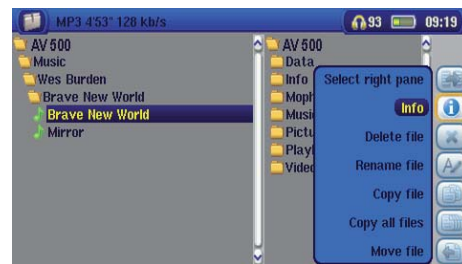 MP3 4'53" 128 kb/s 93 09:19
AV 500
Music
Wes Burden
Brave New World
Brave New World
Mirror
AV 500
Data
Info
Moph
Musi
Pictu
Playl
Video
Select right pane
Info
Delete file
Rename file
Copy file
Copy all files
Move file